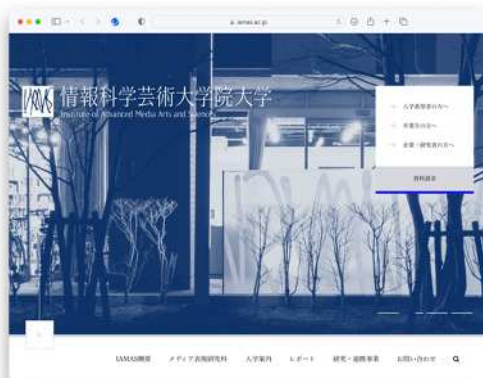 iamas.ac.jp
IAMAS
情報科学芸術大学院大学
Institute of Advanced Media Arts and Sciences
入学希望者の方へ
卒業生の方へ
企業・研究者の方へ
資料請求
IAMAS概要 メディア表現研究科 入学案内 レポート 研究・連携事業 お問い合わせ